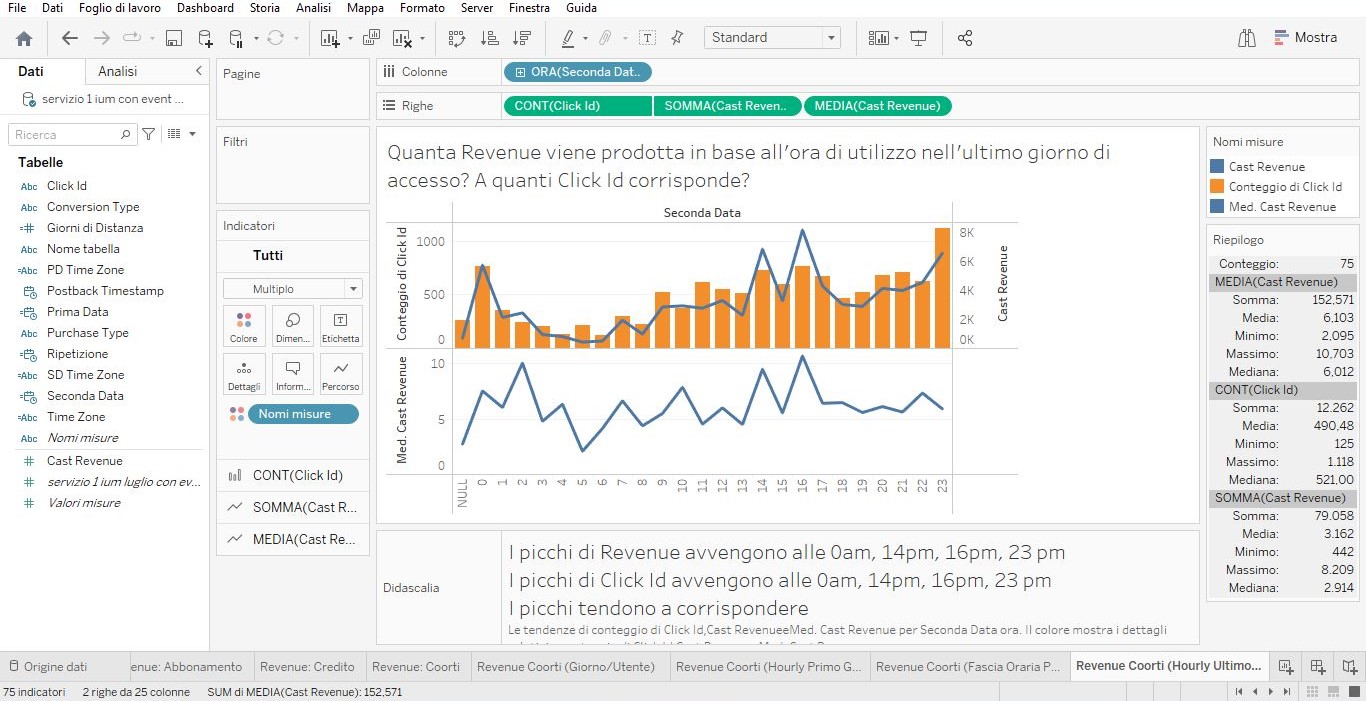 File Dati Foglio di lavoro Dashboard Storia Analisi Mappa Formato Server Finestra Guida
Standard
Mostra
Dati Analisi
servizio 1 ium con event ...
Ricerca
Tabelle
Abc Click Id
Abc Conversion Type
=# Giorni di Distanza
Abc Nome tabella
=Abc PD Time Zone
Postback Timestamp
Prima Data
Abc Purchase Type
Ripetizione
=Abc SD Time Zone
Seconda Data
Abc Time Zone
Abc Nomi misure
# Cast Revenue
# servizio 1 ium luglio con ev...
# Valori misure
Pagine
Filtri
Indicatori
Tutti
Multiplo
Colore Dimen... Etichetta
Dettagli Inform... Percorso
Nomi misure
CONT(Click Id)
SOMMA(Cast R...
MEDIA(Cast Re...
Colonne
ORA(Seconda Dat..
Righe
CONT(Click Id) SOMMA(Cast Reven.. MEDIA(Cast Revenue)
Quanta Revenue viene prodotta in base all’ora di utilizzo nell’ultimo giorno di
accesso? A quanti Click Id corrisponde?
Seconda Data
Conteggio di Click Id
1000
500
0
8K
6K
4K
2K
0K
Cast Revenue
Med. Cast Revenue
10
5
0
NULL 0 1 2 3 4 5 6 7 8 9 10 11 12 13 14 15 16 17 18 19 20 21 22 23
Didascalia
I picchi di Revenue avvengono alle 0am, 14pm, 16pm, 23 pm
I picchi di Click Id avvengono alle 0am, 14pm, 16pm, 23 pm
I picchi tendono a corrispondere
Le tendenze di conteggio di Click Id,Cast RevenueeMed. Cast Revenue per Seconda Data ora. Il colore mostra i dettagli
Nomi misure
Cast Revenue
Conteggio di Click Id
Med. Cast Revenue
Riepilogo
Conteggio: 75
MEDIA(Cast Revenue)
Somma: 152,571
Media: 6,103
Minimo: 2,095
Massimo: 10,703
Mediana: 6,012
CONT(Click Id)
Somma: 12.262
Media: 490,48
Minimo: 125
Massimo: 1.118
Mediana: 521,00
SOMMA(Cast Revenue)
Somma: 79.058
Media: 3.162
Minimo: 442
Massimo: 8.209
Mediana: 2.914
Origine dati enue: Abbonamento Revenue: Credito Revenue: Coorti Revenue Coorti (Giorno/Utente) Revenue Coorti (Hourly Primo G... Revenue Coorti (Fascia Oraria P... Revenue Coorti (Hourly Ultimo...
75 indicatori 2 righe da 25 colonne SUM di MEDIA(Cast Revenue): 152,571